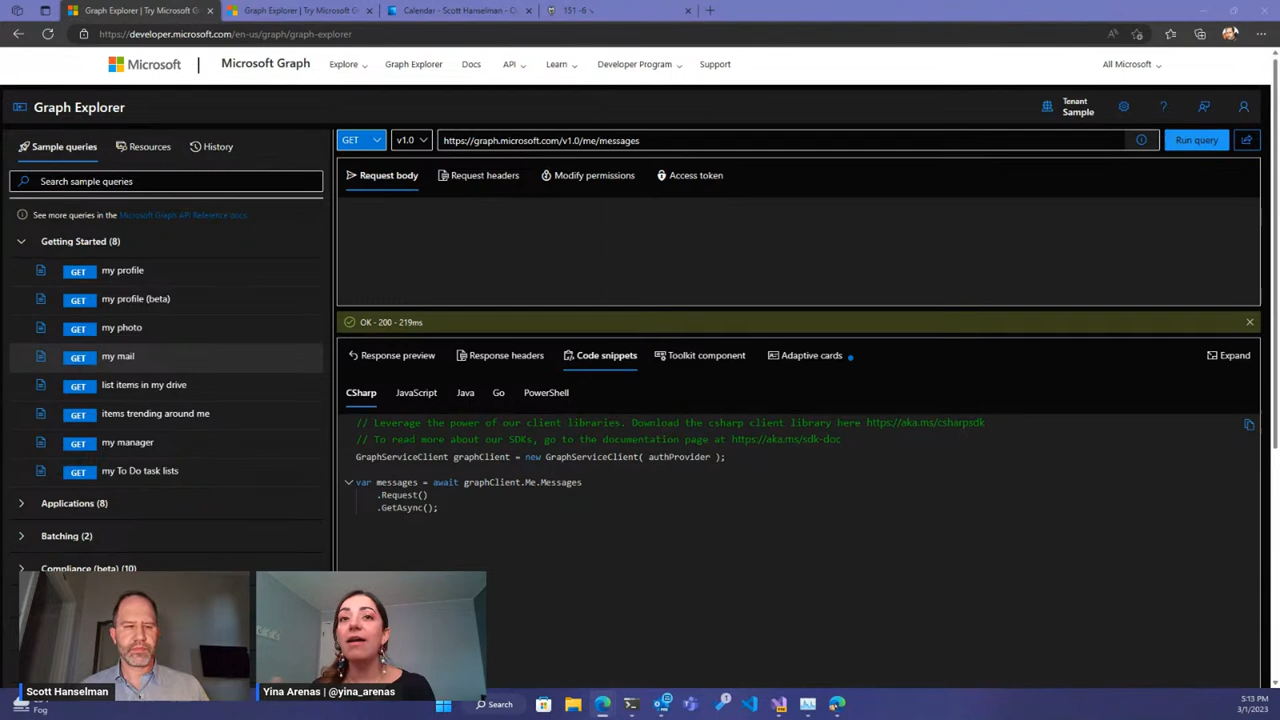 Graph Explorer | Try Microsoft G
Graph Explorer | Try Microsoft G
Calendar - Scott Hanselman - O
151 -6
https://developer.microsoft.com/en-us/graph/graph-explorer
Microsoft
Microsoft Graph
Explore
Graph Explorer
Docs
API
Learn
Developer Program
Support
All Microsoft
Graph Explorer
Tenant
Sample
Sample queries
Resources
History
GET
v1.0
https://graph.microsoft.com/v1.0/me/messages
Run query
Search sample queries
Request body
Request headers
Modify permissions
Access token
See more queries in the Microsoft Graph API Reference docs
Getting Started (8)
GET my profile
GET my profile (beta)
GET my photo
GET my mail
GET list items in my drive
GET items trending around me
GET my manager
GET my To Do task lists
Applications (8)
Batching (2)
Compliance (beta) (10)
OK - 200 - 219ms
Response preview
Response headers
Code snippets
Toolkit component
Adaptive cards
Expand
CSharp
JavaScript
Java
Go
PowerShell
// Leverage the power of our client libraries. Download the csharp client library here https://aka.ms/csharpsdk
// To read more about our SDKs, go to the documentation page at https://aka.ms/sdk-doc
GraphServiceClient graphClient = new GraphServiceClient( authProvider );
var messages = await graphClient.Me.Messages
.Request()
.GetAsync();
Scott Hanselman
Yina Arenas | @yina_arenas
Fog
Search
5:13 PM
3/1/2023